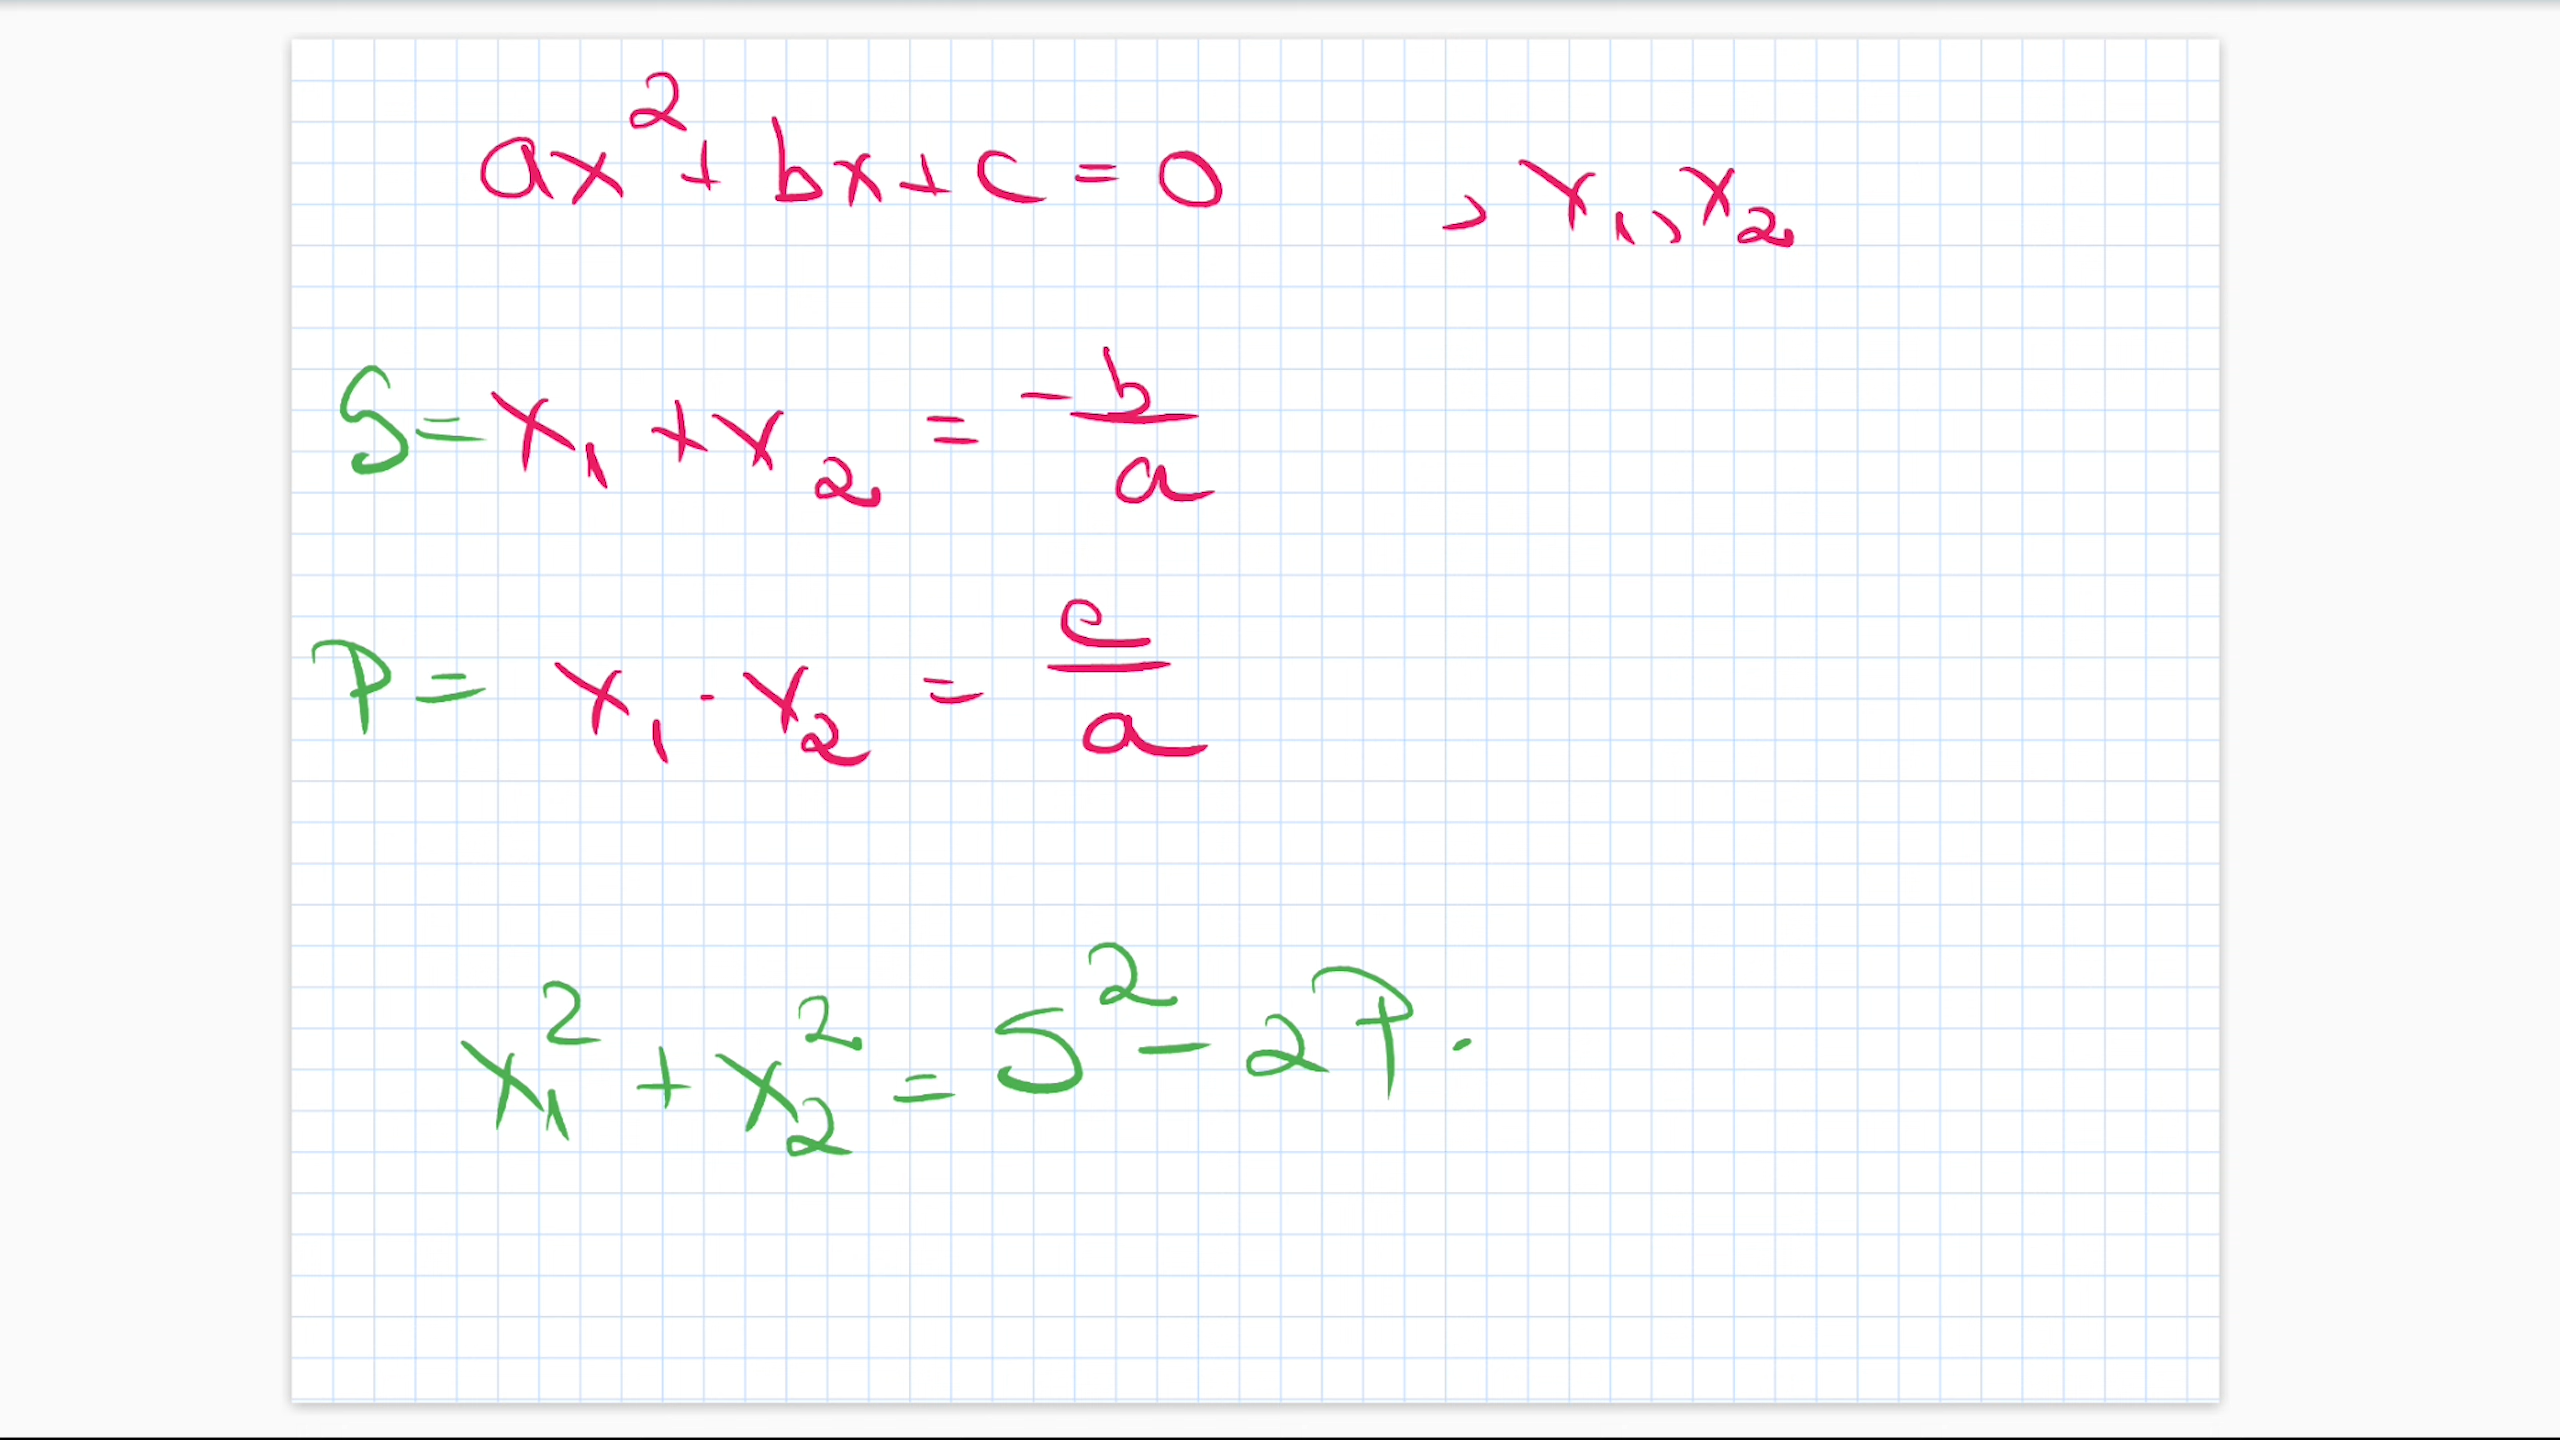 ax² + bx + c = 0 , x₁, x₂
S = x₁ + x₂ = -b/a
P = x₁ · x₂ = c/a
x₁² + x₂² = S² - 2P .